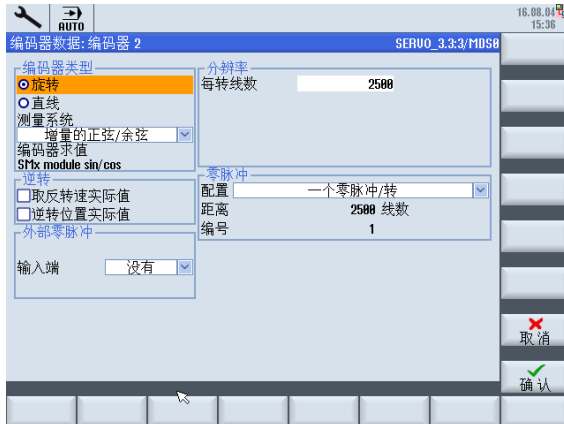 AUTO
16.08.04
15:36
编码器数据: 编码器 2 SERVO_3.3:3/MDS0
编码器类型
旋转
直线
测量系统
增量的正弦/余弦
编码器求值
SMx module sin/cos
分辨率
每转线数 2500
逆转
取反转速实际值
逆转位置实际值
零脉冲
配置 一个零脉冲/转
距离 2500 线数
编号 1
外部零脉冲
输入端 没有
取消
确认